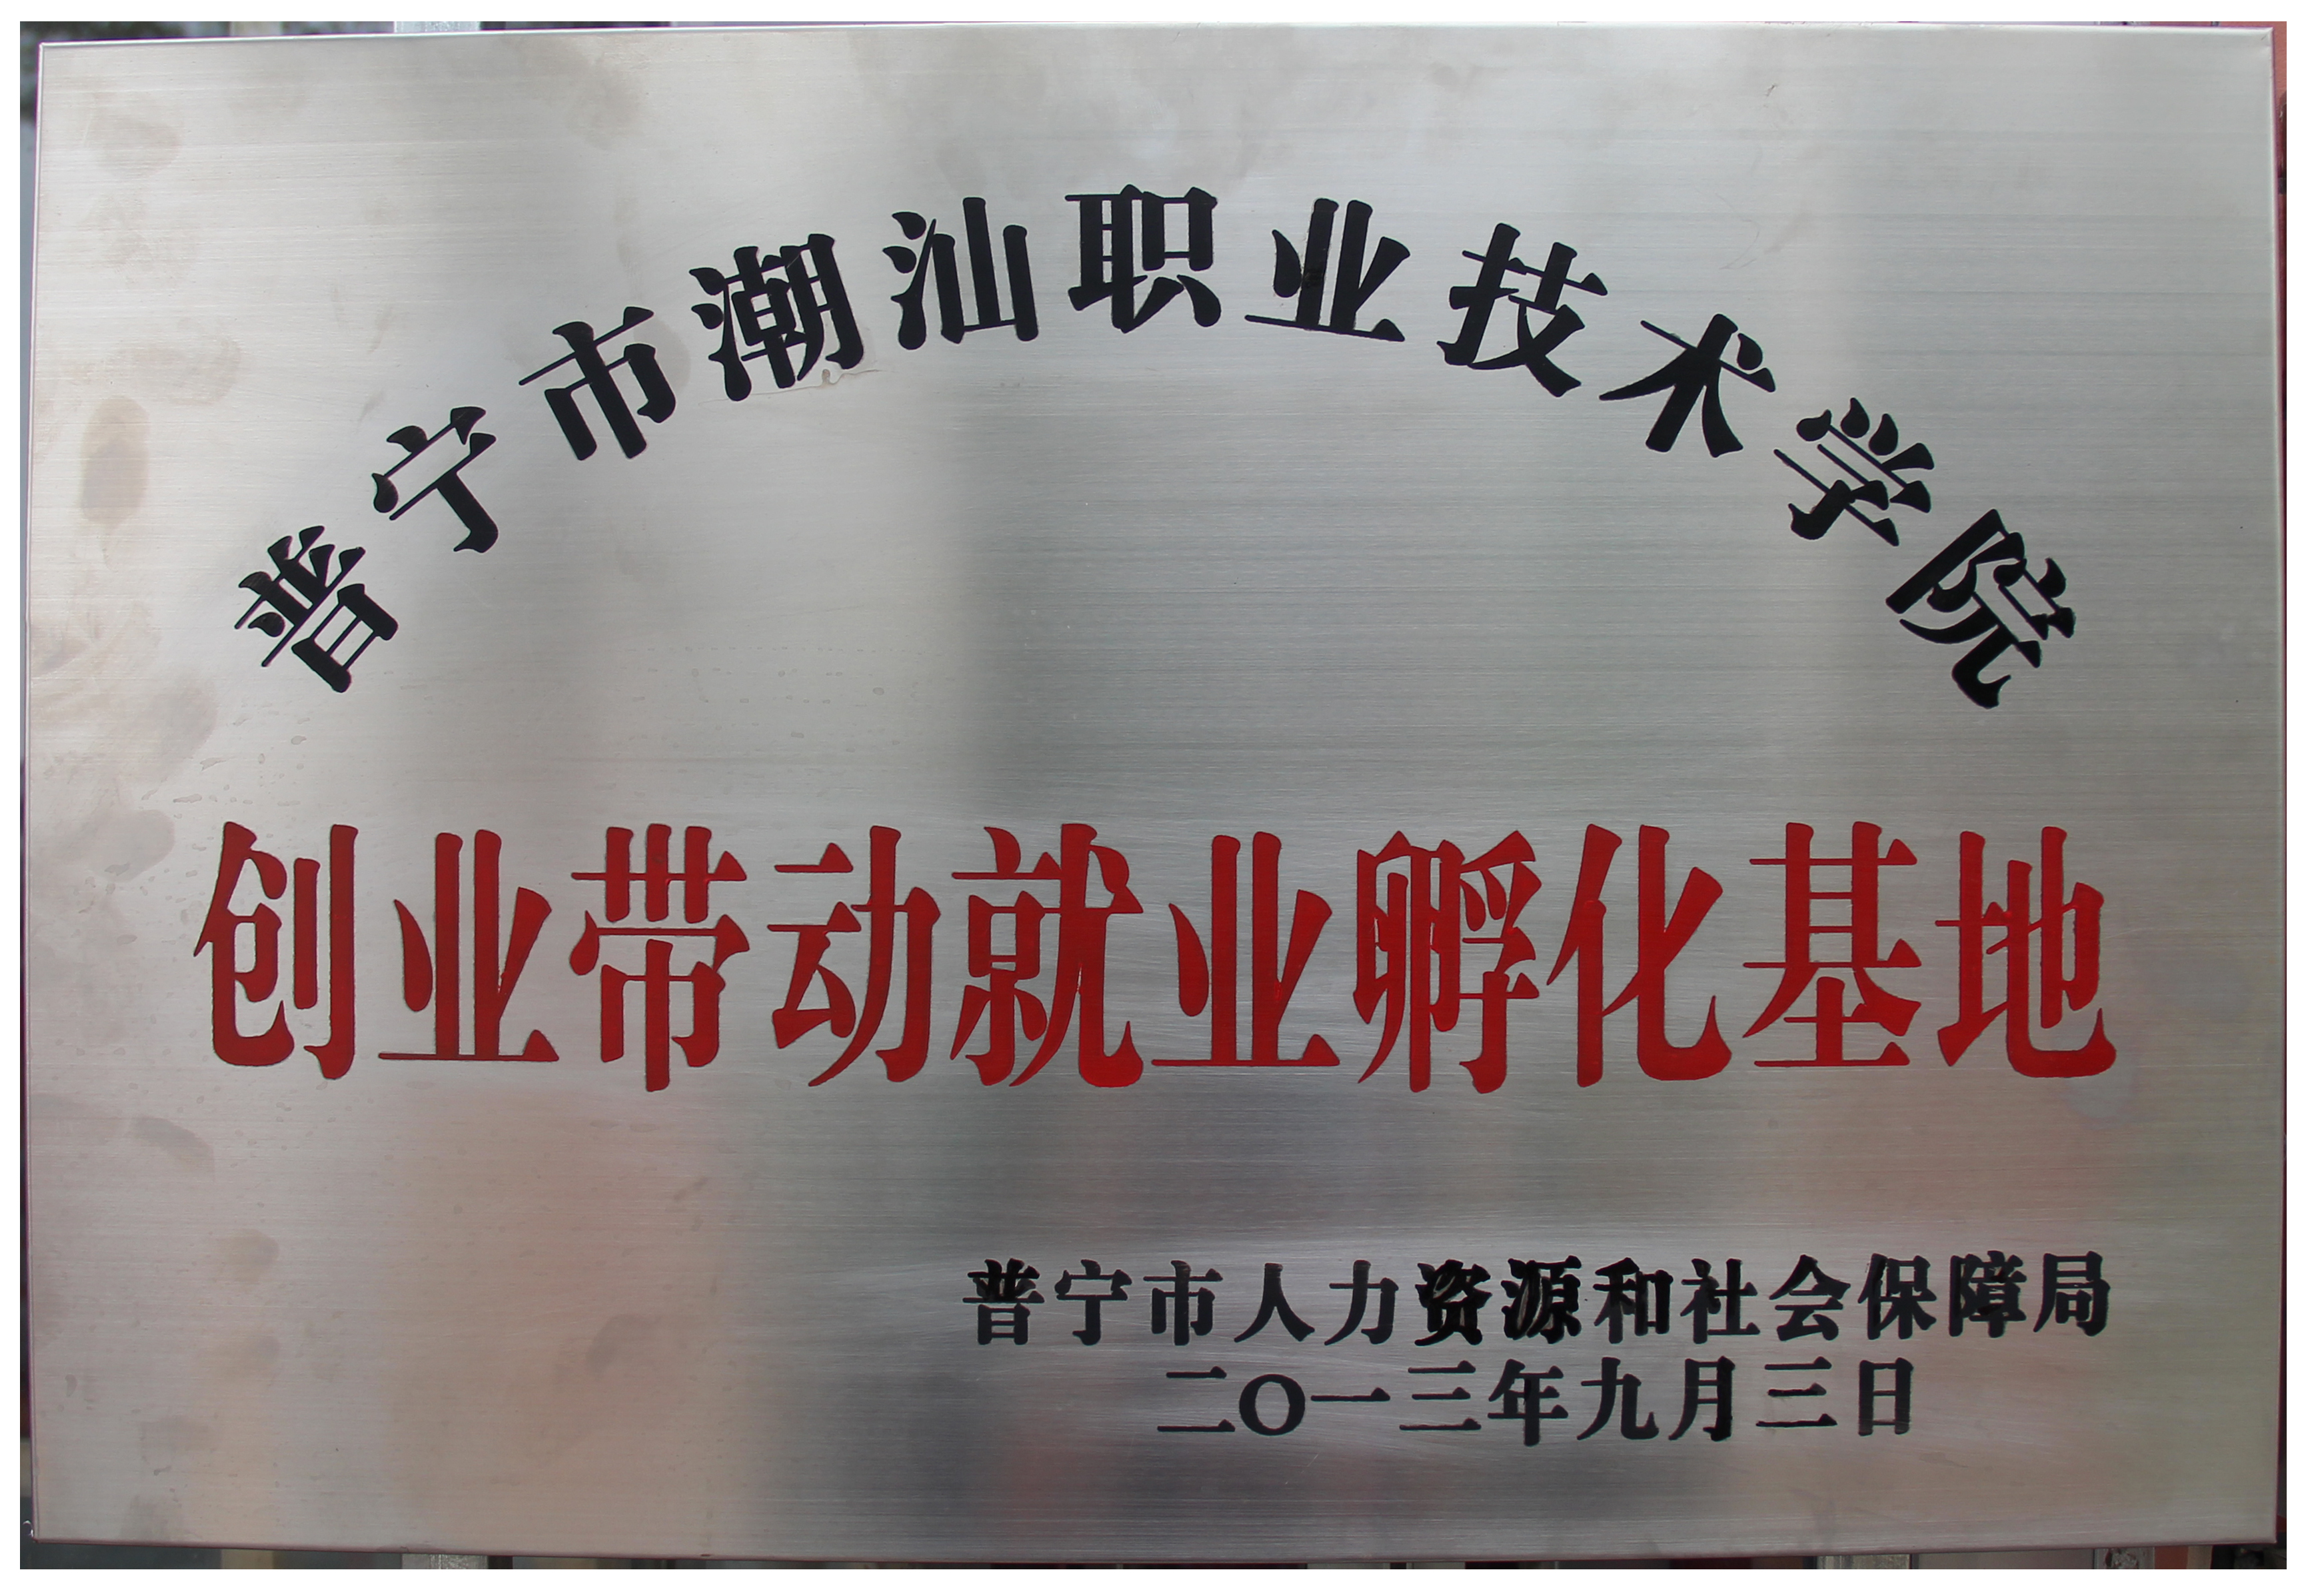 普宁市潮汕职业技术学院
创业带动就业孵化基地
普宁市人力资源和社会保障局
二〇一三年九月三日